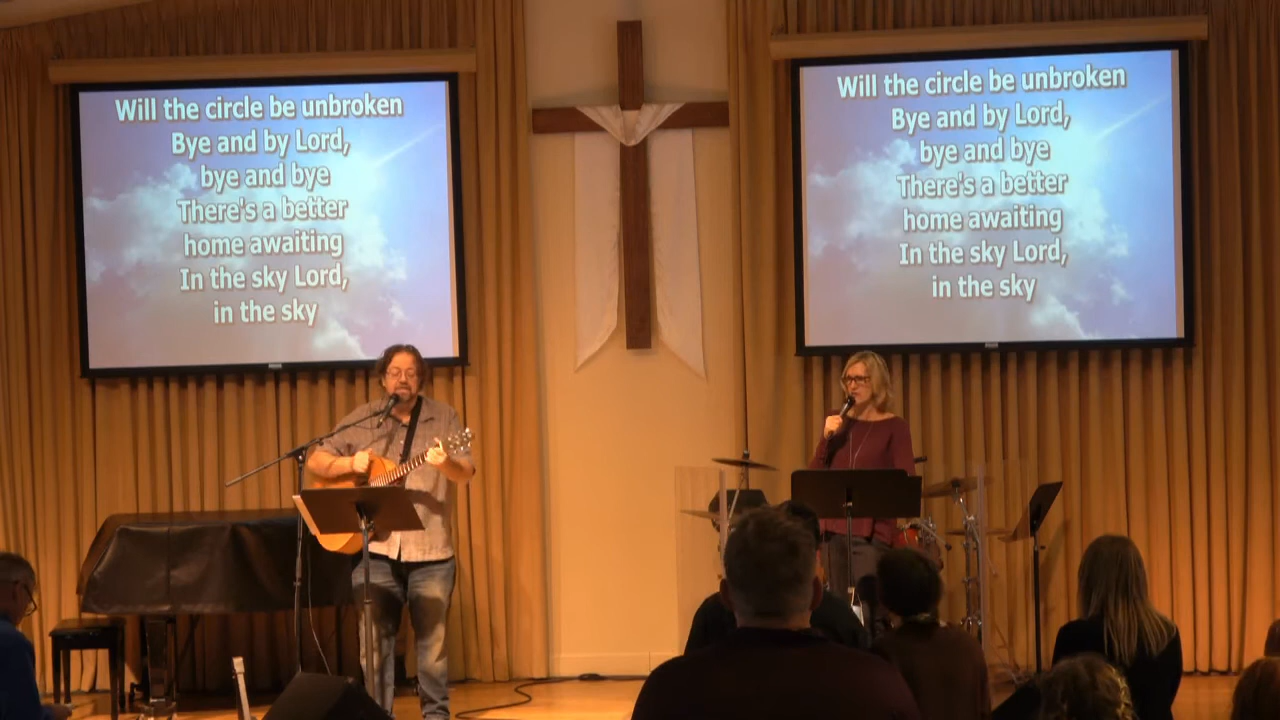 Will the circle be unbroken
Bye and by Lord,
bye and bye
There's a better
home awaiting
In the sky Lord,
in the sky
Will the circle be unbroken
Bye and by Lord,
bye and bye
There's a better
home awaiting
In the sky Lord,
in the sky